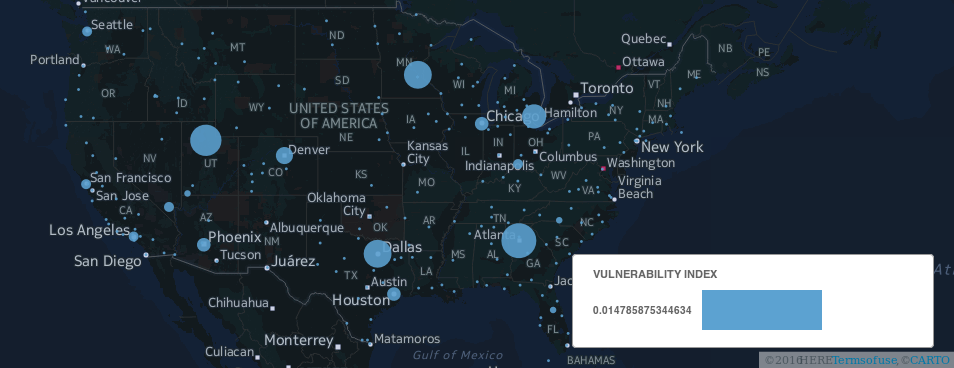 Vancouver
Seattle
WA
MT
ND
MN
Quebec
NB
PE
Portland
Ottawa
NS
OR
ID
WY
SD
WI
MI
Toronto
VT
ME
NH
UNITED STATES
OF AMERICA
IA
Chicago
Hamilton
NY
MA
NE
PA
NV
UT
Denver
CO
Kansas
City
IL
IN
OH
Indianapolis
Columbus
New York
Washington
San Francisco
San Jose
CA
KS
MO
KY
WV
VA
Virginia
Beach
Los Angeles
AZ
Phoenix
Albuquerque
NM
Oklahoma
City
OK
AR
TN
NC
Atlanta
SC
San Diego
Tucson
Juárez
Dallas
TX
LA
MS
AL
GA
Austin
Houston
Jac
Chihuahua
Monterrey
Matamoros
Culiacan
Gulf of Mexico
FL
BAHAMAS
At
VULNERABILITY INDEX
0.014785875344634
©2016HERETermsofuse,©CARTO